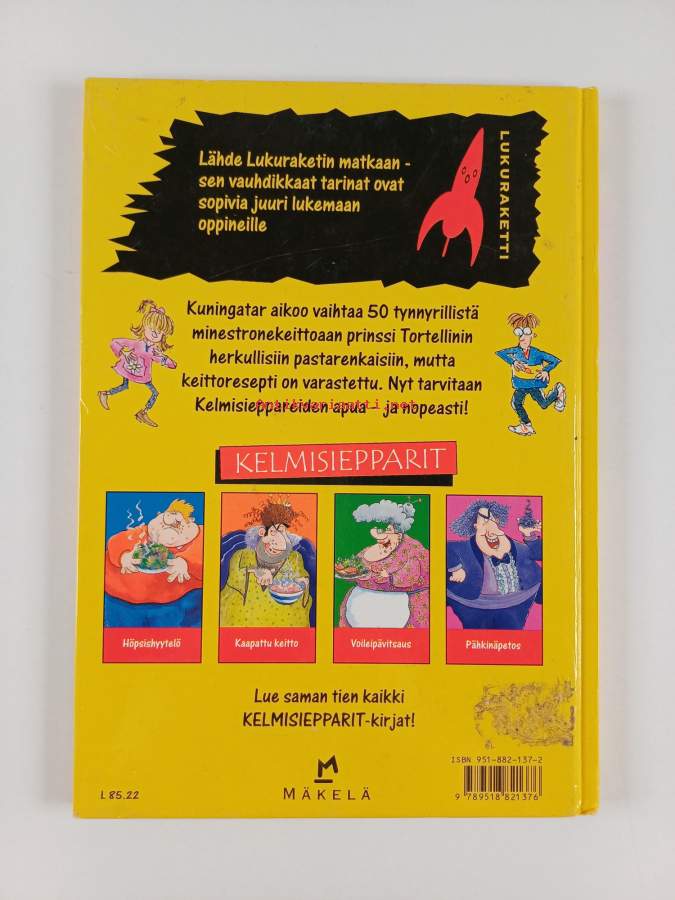 LUKURAKETTI
Lähde Lukuraketin matkaan -
sen vauhdikkaat tarinat ovat
sopivia juuri lukemaan
oppineille
Kuningatar aikoo vaihtaa 50 tynnyrillistä
minestronekeittoaan prinssi Tortellinin
herkullisiin pastarenkaisiin, mutta
keittoresepti on varastettu. Nyt tarvitaan
Kelmisieppareiden apua - ja nopeasti!
Antikvariaatti.net
KELMISIEPPARIT
Höpsishyytelö
Kaapattu keitto
Voileipävitsaus
Pähkinäpetos
Lue saman tien kaikki
KELMISIEPPARIT-kirjat!
MÄKELÄ
L 85.22
ISBN 951-882-137-2
9 789518 821376